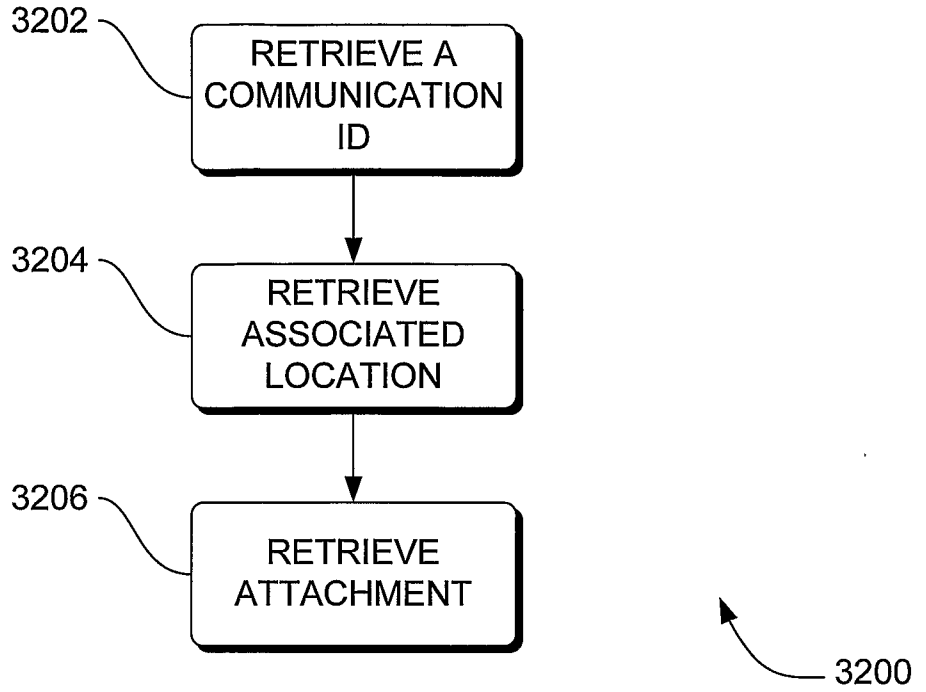 3202
RETRIEVE A
COMMUNICATION
ID
3204
RETRIEVE
ASSOCIATED
LOCATION
3206
RETRIEVE
ATTACHMENT
3200